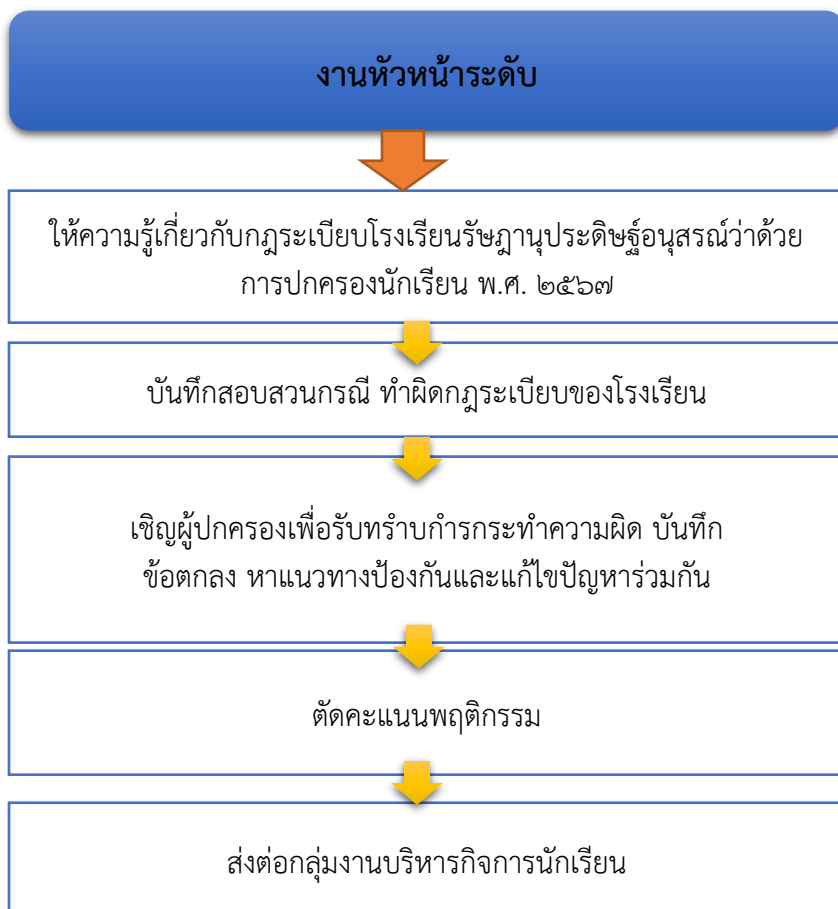 งานหัวหน้าระดับ
ให้ความรู้เกี่ยวกับกฎระเบียบโรงเรียนรัษฎานุประดิษฐ์อนุสรณ์ว่าด้วย
การปกครองนักเรียน พ.ศ. ๒๕๖๗
บันทึกสอบสวนกรณี ทำผิดกฎระเบียบของโรงเรียน
เชิญผู้ปกครองเพื่อรับทรำบกำรกระทำความผิด บันทึก
ข้อตกลง หาแนวทางป้องกันและแก้ไขปัญหาร่วมกัน
ตัดคะแนนพฤติกรรม
ส่งต่อกลุ่มงานบริหารกิจการนักเรียน